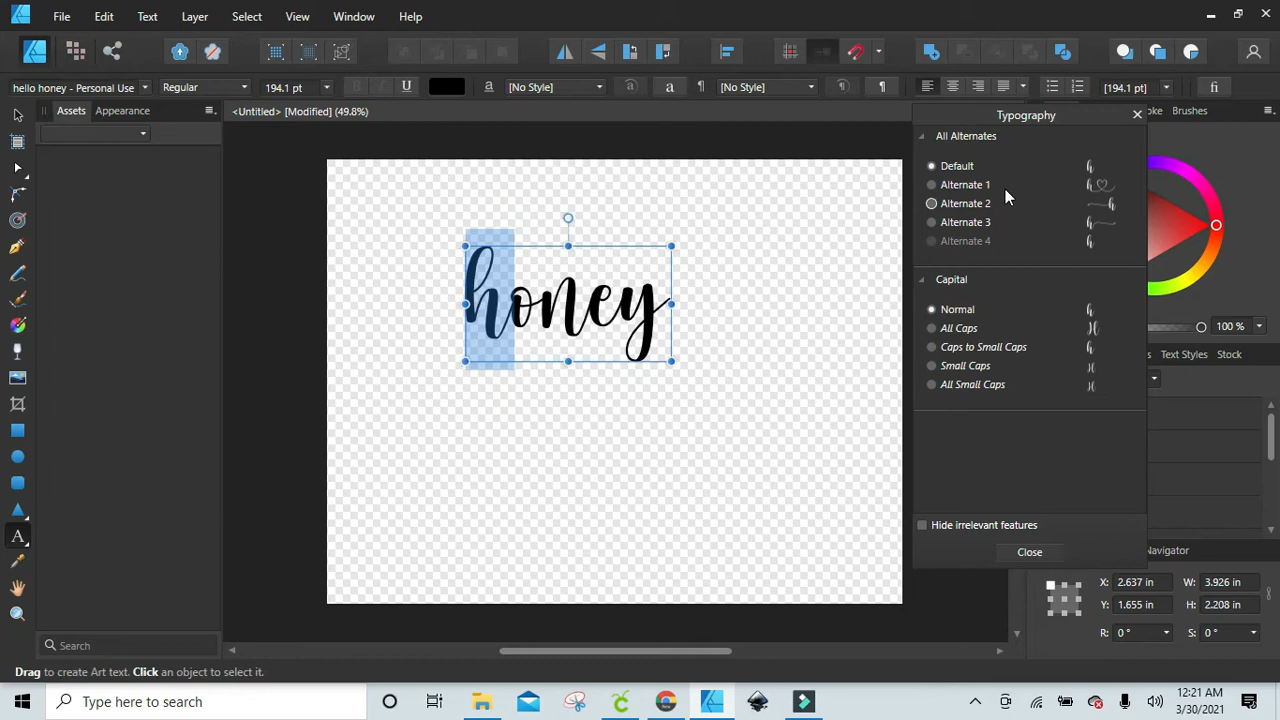 File Edit Text Layer Select View Window Help
hello honey - Personal Use Regular 194.1 pt B I U a [No Style] a a ¶ [No Style] ¶ [194.1 pt] fi
Assets Appearance
<Untitled> [Modified] (49.8%)
Typography
Brushes
All Alternates
Default
Alternate 1
Alternate 2
Alternate 3
Alternate 4
Capital
Normal
All Caps
Caps to Small Caps
Small Caps
All Small Caps
honey
100 %
Text Styles Stock
Hide irrelevant features
Close
Navigator
X: 2.637 in W: 3.926 in
Y: 1.655 in H: 2.208 in
R: 0 ° S: 0 °
Search
Drag to create Art text. Click an object to select it.
Type here to search
12:21 AM
3/30/2021